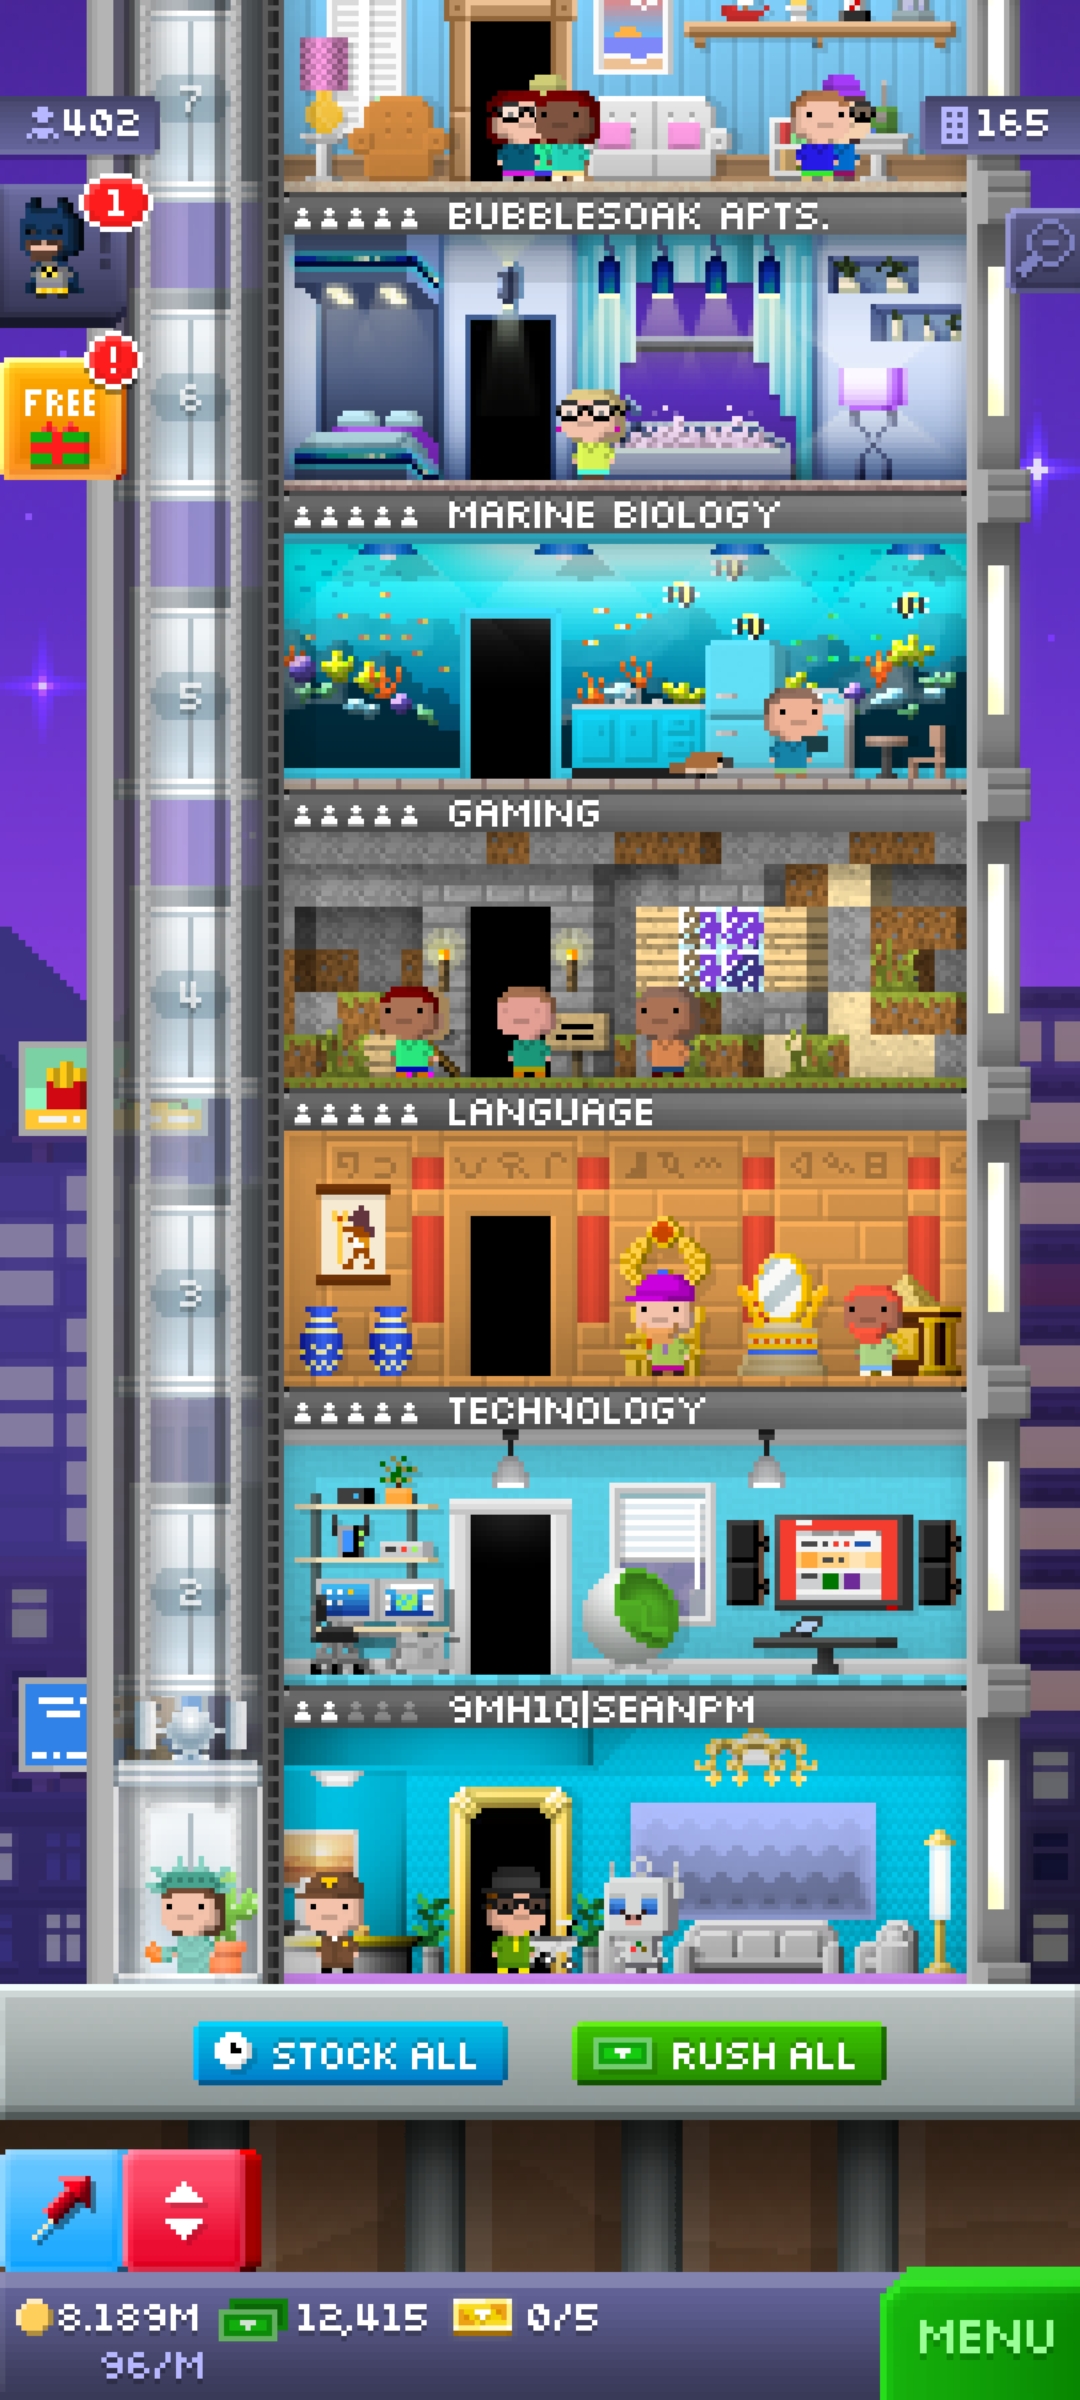 7
402
165
1
BUBBLESOAK APTS.
!
FREE
6
MARINE BIOLOGY
5
GAMING
4
LANGUAGE
3
TECHNOLOGY
2
9MH1Q|SEANPM
STOCK ALL
RUSH ALL
8.189M
12,415
0/5
96/M
MENU